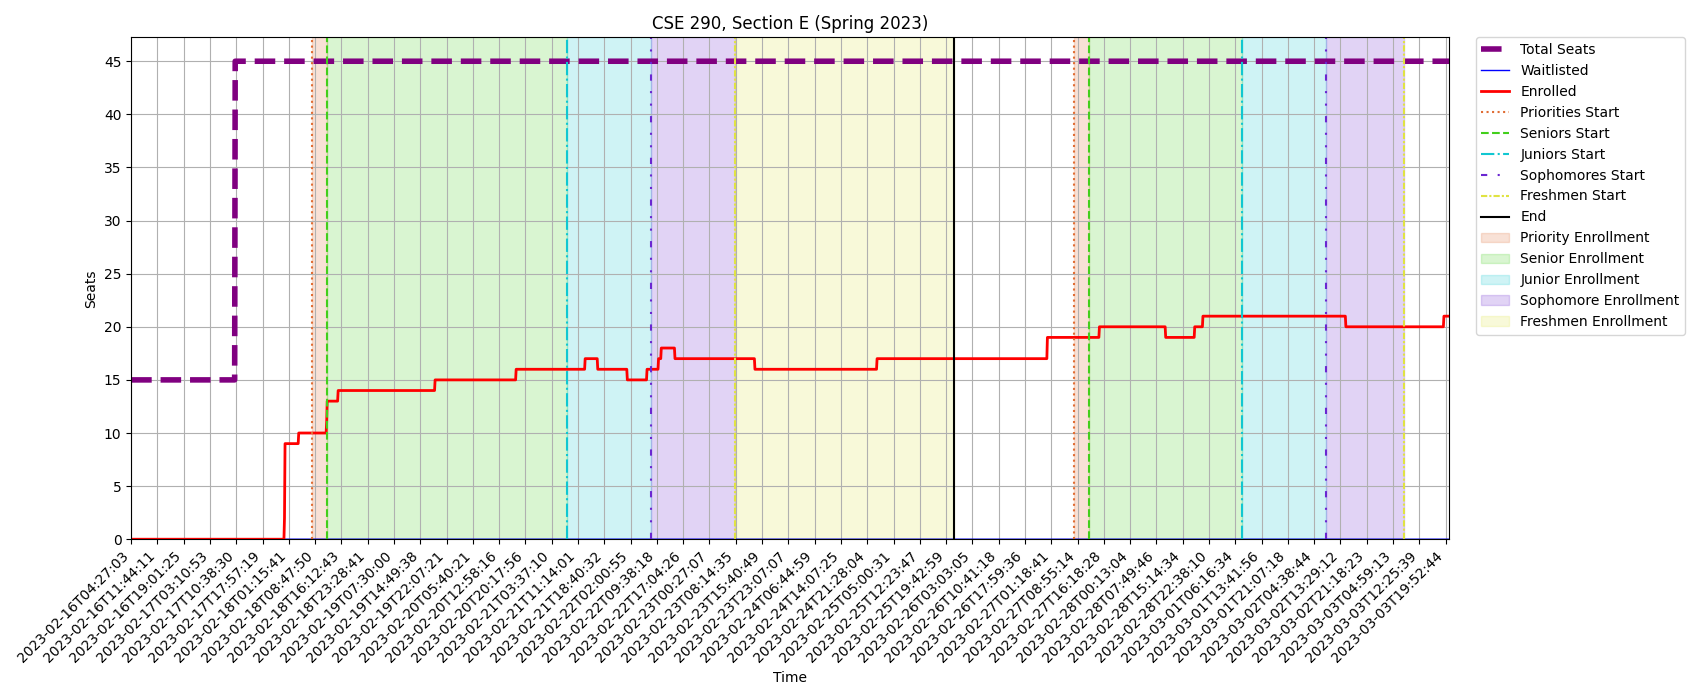 CSE 290, Section E (Spring 2023)
Seats
45
40
35
30
25
20
15
10
5
0
2023-02-16T04:27:03
2023-02-16T11:44:11
2023-02-16T19:01:25
2023-02-17T03:10:53
2023-02-17T10:38:30
2023-02-17T17:57:19
2023-02-18T01:15:41
2023-02-18T08:47:50
2023-02-18T16:12:43
2023-02-18T23:28:41
2023-02-19T07:30:00
2023-02-19T14:49:38
2023-02-19T22:07:21
2023-02-20T05:40:21
2023-02-20T12:58:16
2023-02-20T20:17:56
2023-02-21T03:37:10
2023-02-21T11:14:01
2023-02-21T18:40:32
2023-02-22T02:00:55
2023-02-22T09:38:18
2023-02-22T17:04:26
2023-02-23T00:27:07
2023-02-23T08:14:35
2023-02-23T15:40:49
2023-02-23T23:07:07
2023-02-24T06:44:59
2023-02-24T14:07:25
2023-02-24T21:28:04
2023-02-25T05:00:31
2023-02-25T12:23:47
2023-02-25T19:42:59
2023-02-26T03:03:05
2023-02-26T10:41:18
2023-02-26T17:59:36
2023-02-27T01:18:41
2023-02-27T08:55:14
2023-02-27T16:18:28
2023-02-28T00:13:04
2023-02-28T07:49:46
2023-02-28T15:14:34
2023-02-28T22:38:10
2023-03-01T06:16:34
2023-03-01T13:41:56
2023-03-01T21:07:18
2023-03-02T04:38:44
2023-03-02T13:29:12
2023-03-02T21:18:23
2023-03-03T04:59:13
2023-03-03T12:25:39
2023-03-03T19:52:44
Time
Total Seats
Waitlisted
Enrolled
Priorities Start
Seniors Start
Juniors Start
Sophomores Start
Freshmen Start
End
Priority Enrollment
Senior Enrollment
Junior Enrollment
Sophomore Enrollment
Freshmen Enrollment